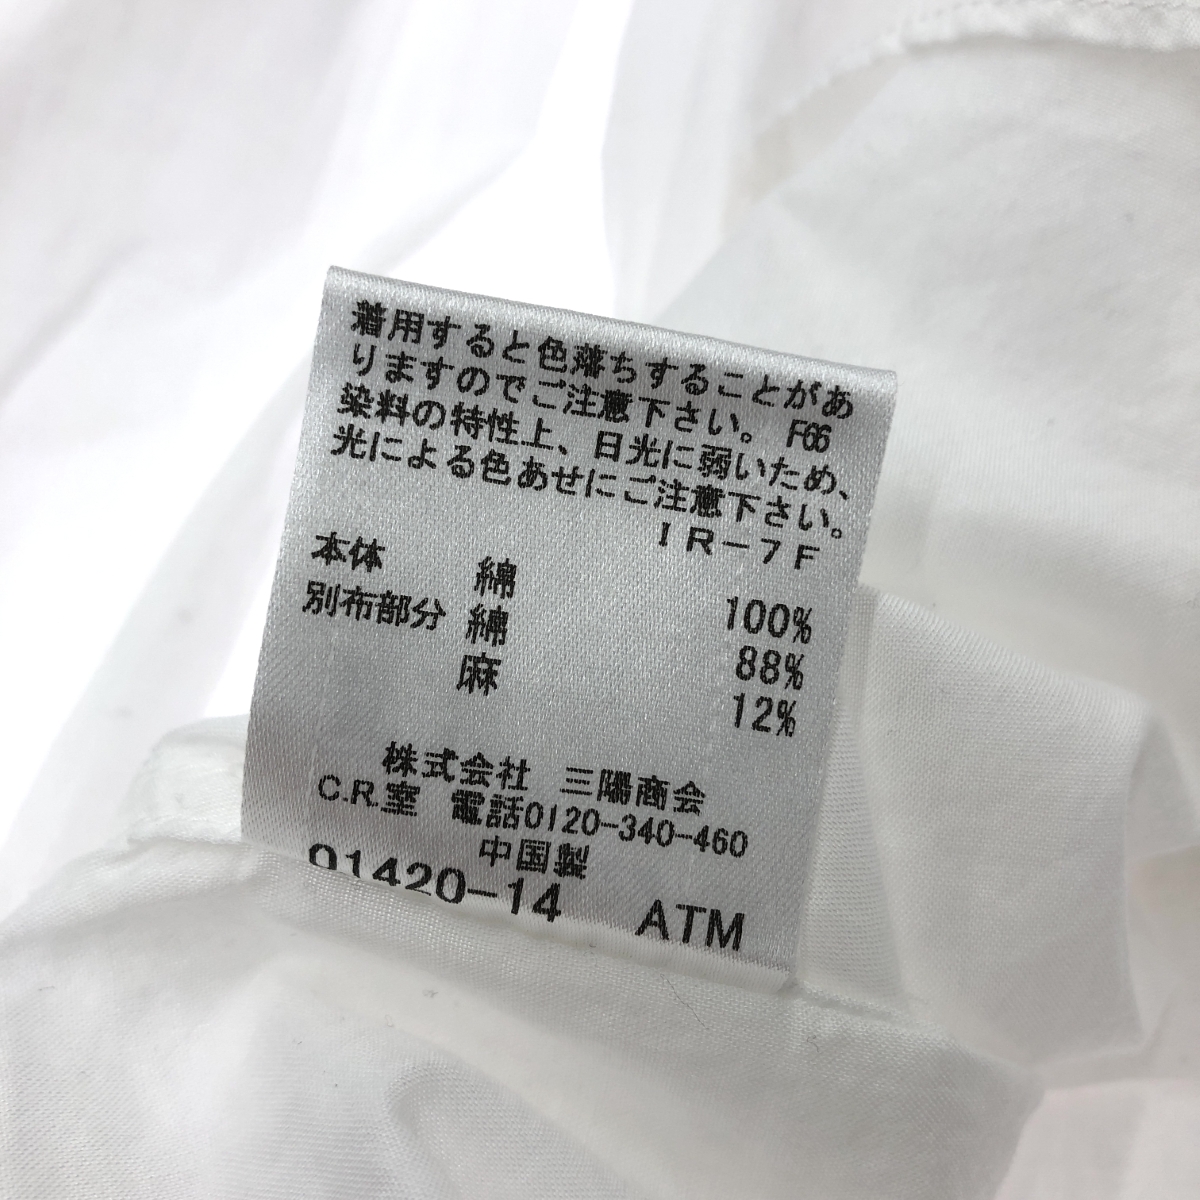 着用すると色落ちすることがあ
りますのでご注意下さい。 F66
染料の特性上、日光に弱いため、
光による色あせにご注意下さい。
IR-7F
本体 綿 100%
別布部分 綿 88%
麻 12%
株式会社 三陽商会
C.R.室 電話0120-340-460
中国製
91420-14 ATM